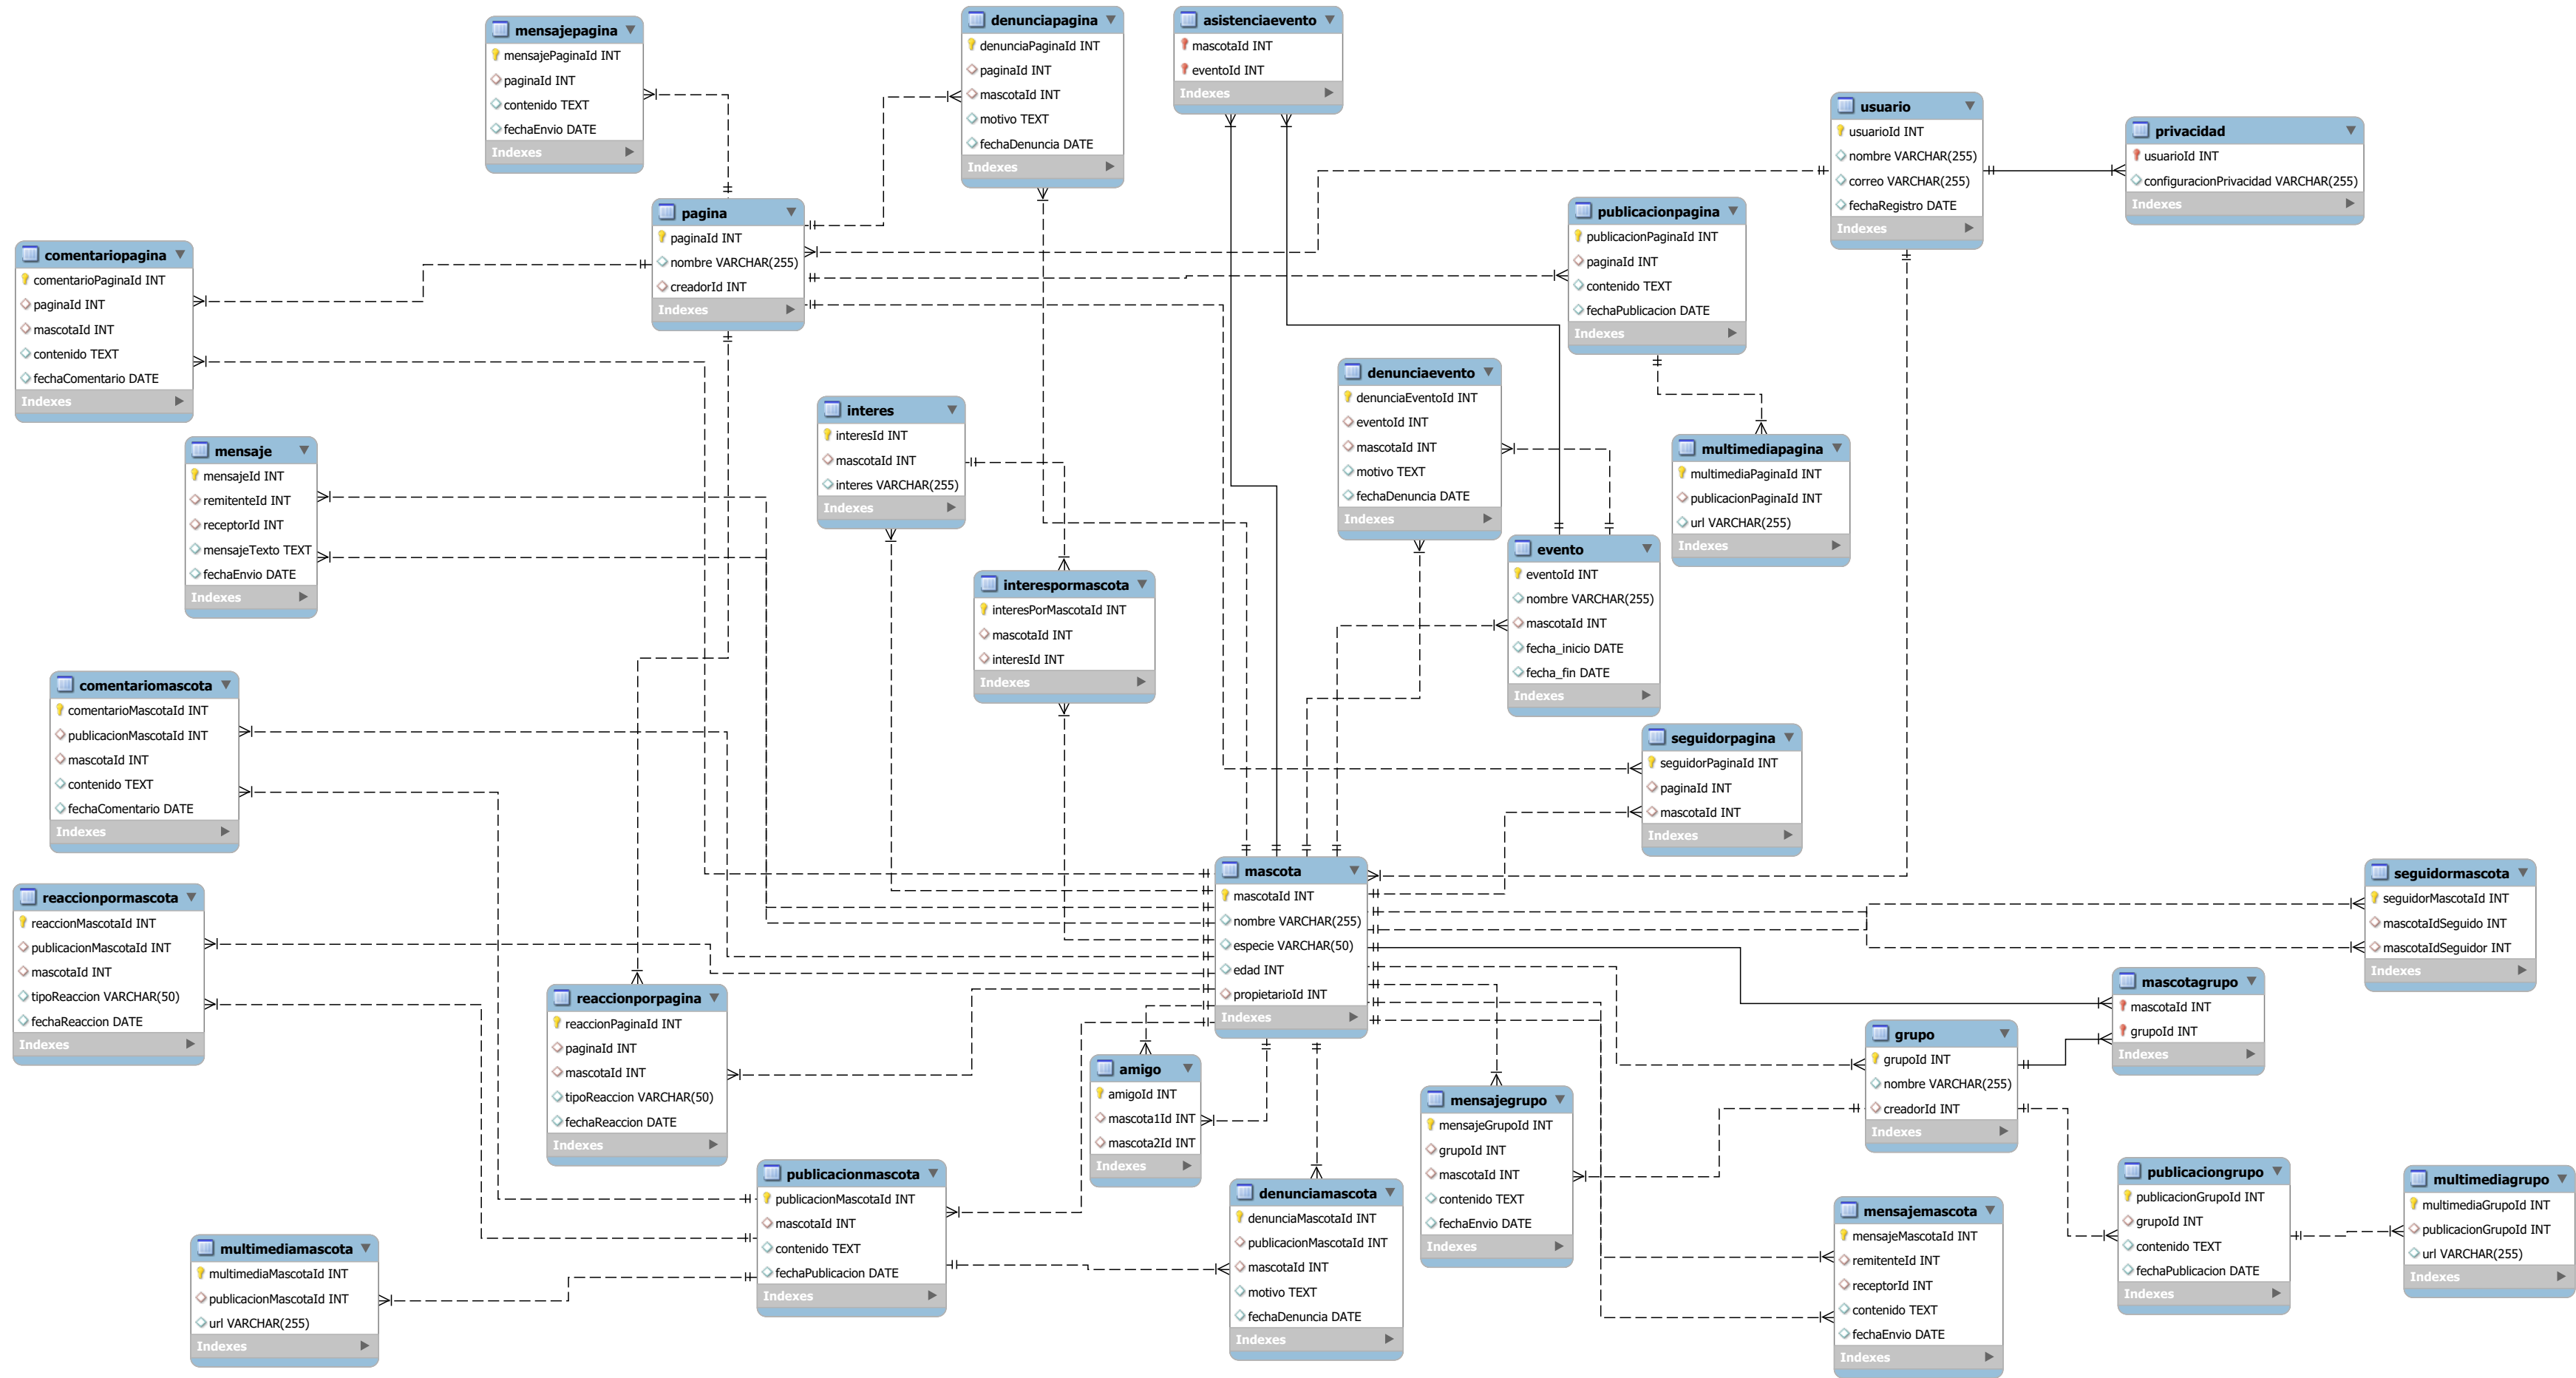 mensajepagina
mensajePaginaId INT
paginaId INT
contenido TEXT
fechaEnvio DATE
Indexes
denunciapagina
denunciaPaginaId INT
paginaId INT
mascotaId INT
motivo TEXT
fechaDenuncia DATE
Indexes
asistenciaevento
mascotaId INT
eventoId INT
Indexes
usuario
usuarioId INT
nombre VARCHAR(255)
correo VARCHAR(255)
fechaRegistro DATE
Indexes
privacidad
usuarioId INT
configuracionPrivacidad VARCHAR(255)
Indexes
pagina
paginaId INT
nombre VARCHAR(255)
creadorId INT
Indexes
publicacionpagina
publicacionPaginaId INT
paginaId INT
contenido TEXT
fechaPublicacion DATE
Indexes
comentariopagina
comentarioPaginaId INT
paginaId INT
mascotaId INT
contenido TEXT
fechaComentario DATE
Indexes
denunciaevento
denunciaEventoId INT
eventoId INT
mascotaId INT
motivo TEXT
fechaDenuncia DATE
Indexes
interes
interesId INT
mascotaId INT
interes VARCHAR(255)
Indexes
mensaje
mensajeId INT
remitenteId INT
receptorId INT
mensajeTexto TEXT
fechaEnvio DATE
Indexes
multimediapagina
multimediaPaginaId INT
publicacionPaginaId INT
url VARCHAR(255)
Indexes
evento
eventoId INT
nombre VARCHAR(255)
mascotaId INT
fecha_inicio DATE
fecha_fin DATE
Indexes
interespormascota
interesPorMascotaId INT
mascotaId INT
interesId INT
Indexes
comentariomascota
comentarioMascotaId INT
publicacionMascotaId INT
mascotaId INT
contenido TEXT
fechaComentario DATE
Indexes
seguidorpagina
seguidorPaginaId INT
paginaId INT
mascotaId INT
Indexes
mascota
mascotaId INT
nombre VARCHAR(255)
especie VARCHAR(50)
edad INT
propietarioId INT
Indexes
seguidormascota
seguidorMascotaId INT
mascotaIdSeguido INT
mascotaIdSeguidor INT
Indexes
reaccionpormascota
reaccionMascotaId INT
publicacionMascotaId INT
mascotaId INT
tipoReaccion VARCHAR(50)
fechaReaccion DATE
Indexes
mascotagrupo
mascotaId INT
grupoId INT
Indexes
reaccionporpagina
reaccionPaginaId INT
paginaId INT
mascotaId INT
tipoReaccion VARCHAR(50)
fechaReaccion DATE
Indexes
grupo
grupoId INT
nombre VARCHAR(255)
creadorId INT
Indexes
amigo
amigoId INT
mascota1Id INT
mascota2Id INT
Indexes
mensajegrupo
mensajeGrupoId INT
grupoId INT
mascotaId INT
contenido TEXT
fechaEnvio DATE
Indexes
publicacionmascota
publicacionMascotaId INT
mascotaId INT
contenido TEXT
fechaPublicacion DATE
Indexes
publicaciongrupo
publicacionGrupoId INT
grupoId INT
contenido TEXT
fechaPublicacion DATE
Indexes
multimediagrupo
multimediaGrupoId INT
publicacionGrupoId INT
url VARCHAR(255)
Indexes
denunciamascota
denunciaMascotaId INT
publicacionMascotaId INT
mascotaId INT
motivo TEXT
fechaDenuncia DATE
Indexes
mensajemascota
mensajeMascotaId INT
remitenteId INT
receptorId INT
contenido TEXT
fechaEnvio DATE
Indexes
multimediamascota
multimediaMascotaId INT
publicacionMascotaId INT
url VARCHAR(255)
Indexes